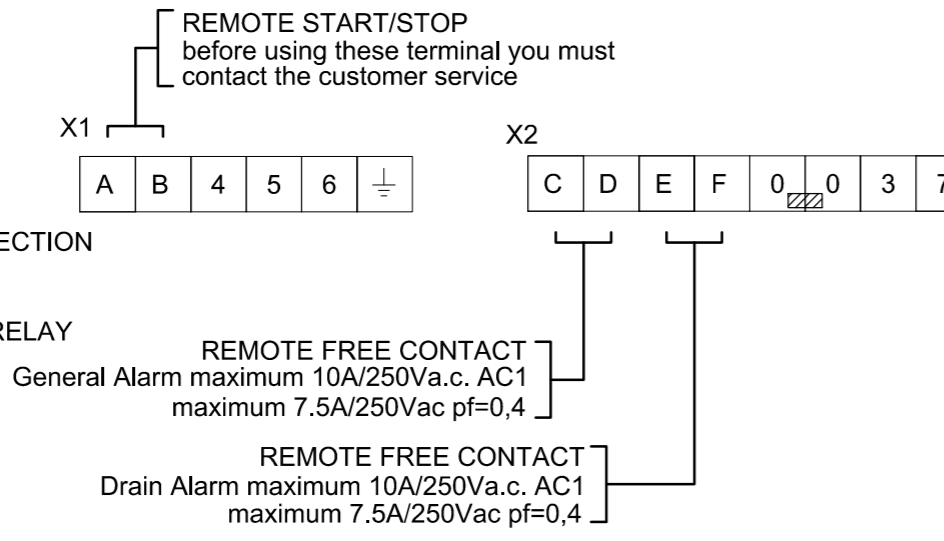 REMOTE START/STOP
before using these terminal you must
contact the customer service
X1
A B 4 5 6
X2
C D E F 0 0 3 7
ECTION
RELAY
REMOTE FREE CONTACT
General Alarm maximum 10A/250Va.c. AC1
maximum 7.5A/250Vac pf=0,4
REMOTE FREE CONTACT
Drain Alarm maximum 10A/250Va.c. AC1
maximum 7.5A/250Vac pf=0,4